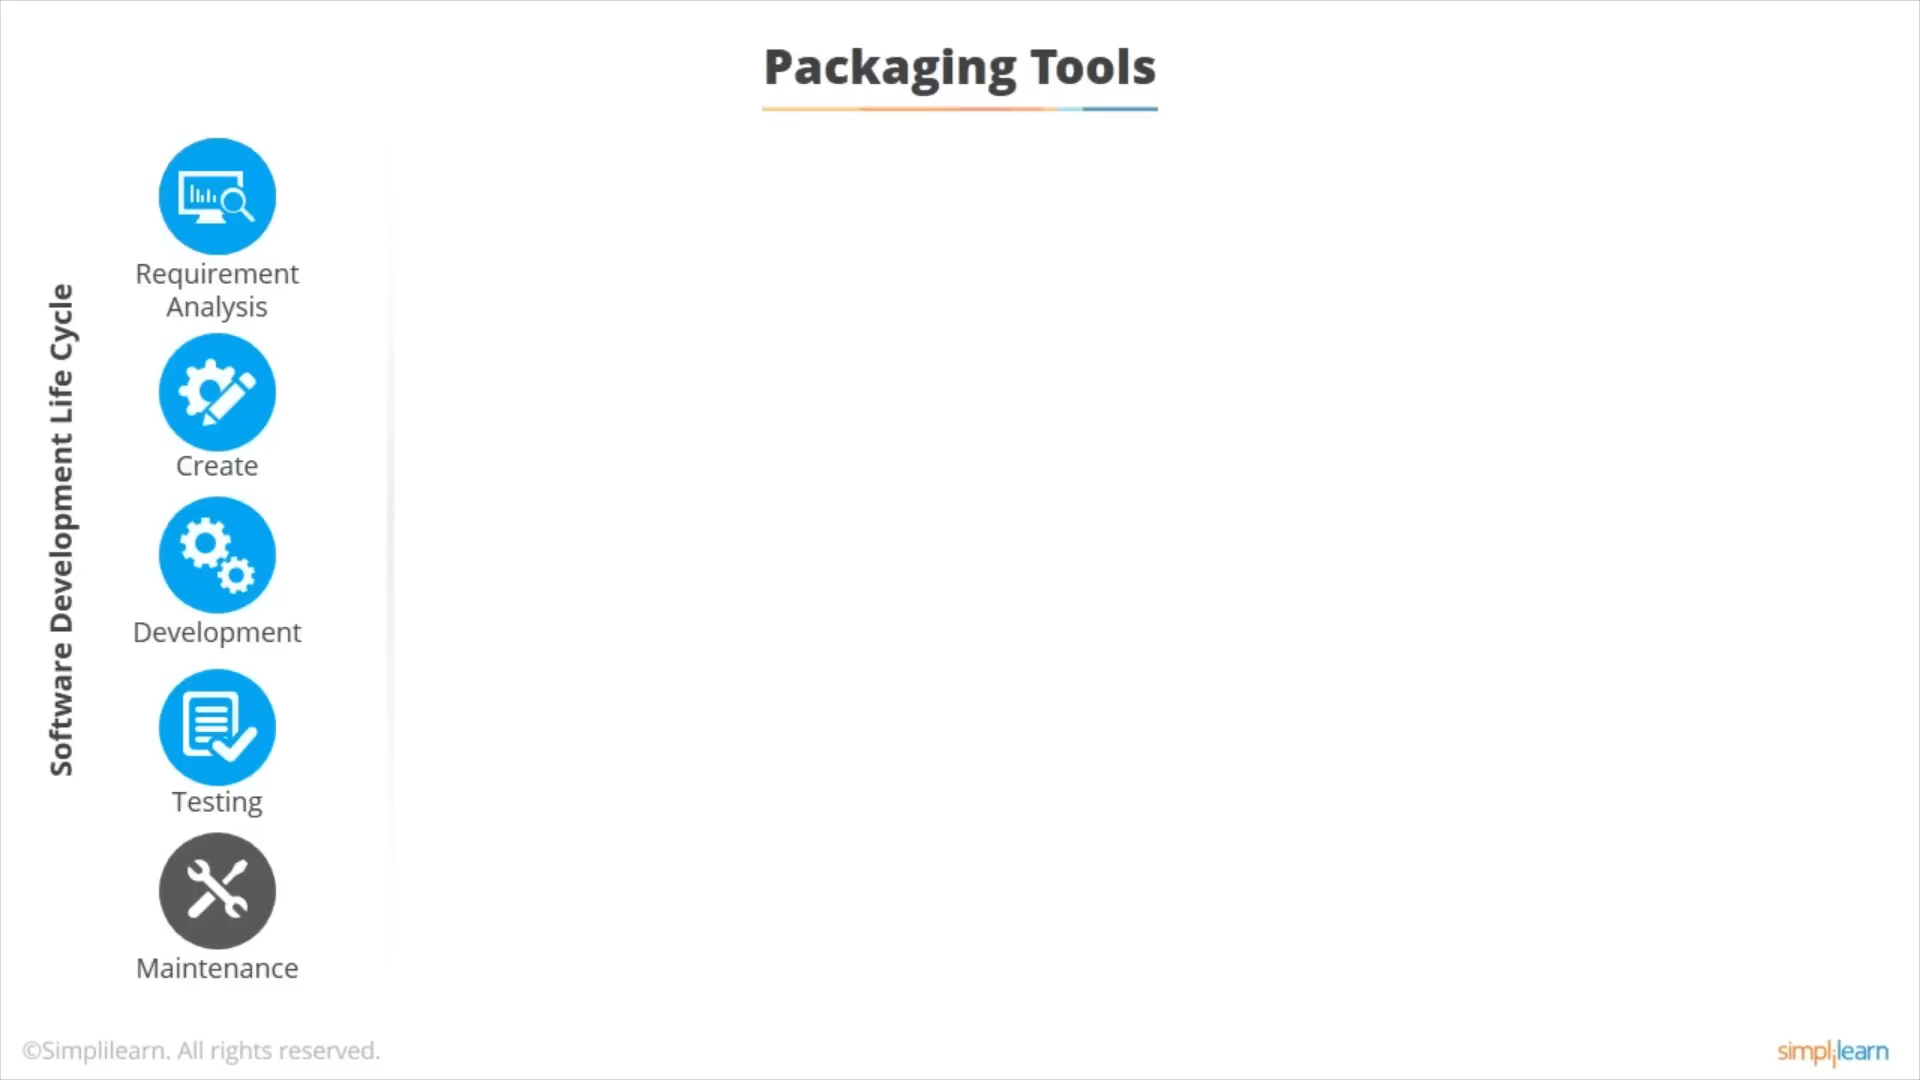 Packaging Tools
Software Development Life Cycle
Requirement
Analysis
Create
Development
Testing
Maintenance
©Simplilearn. All rights reserved.
simplilearn